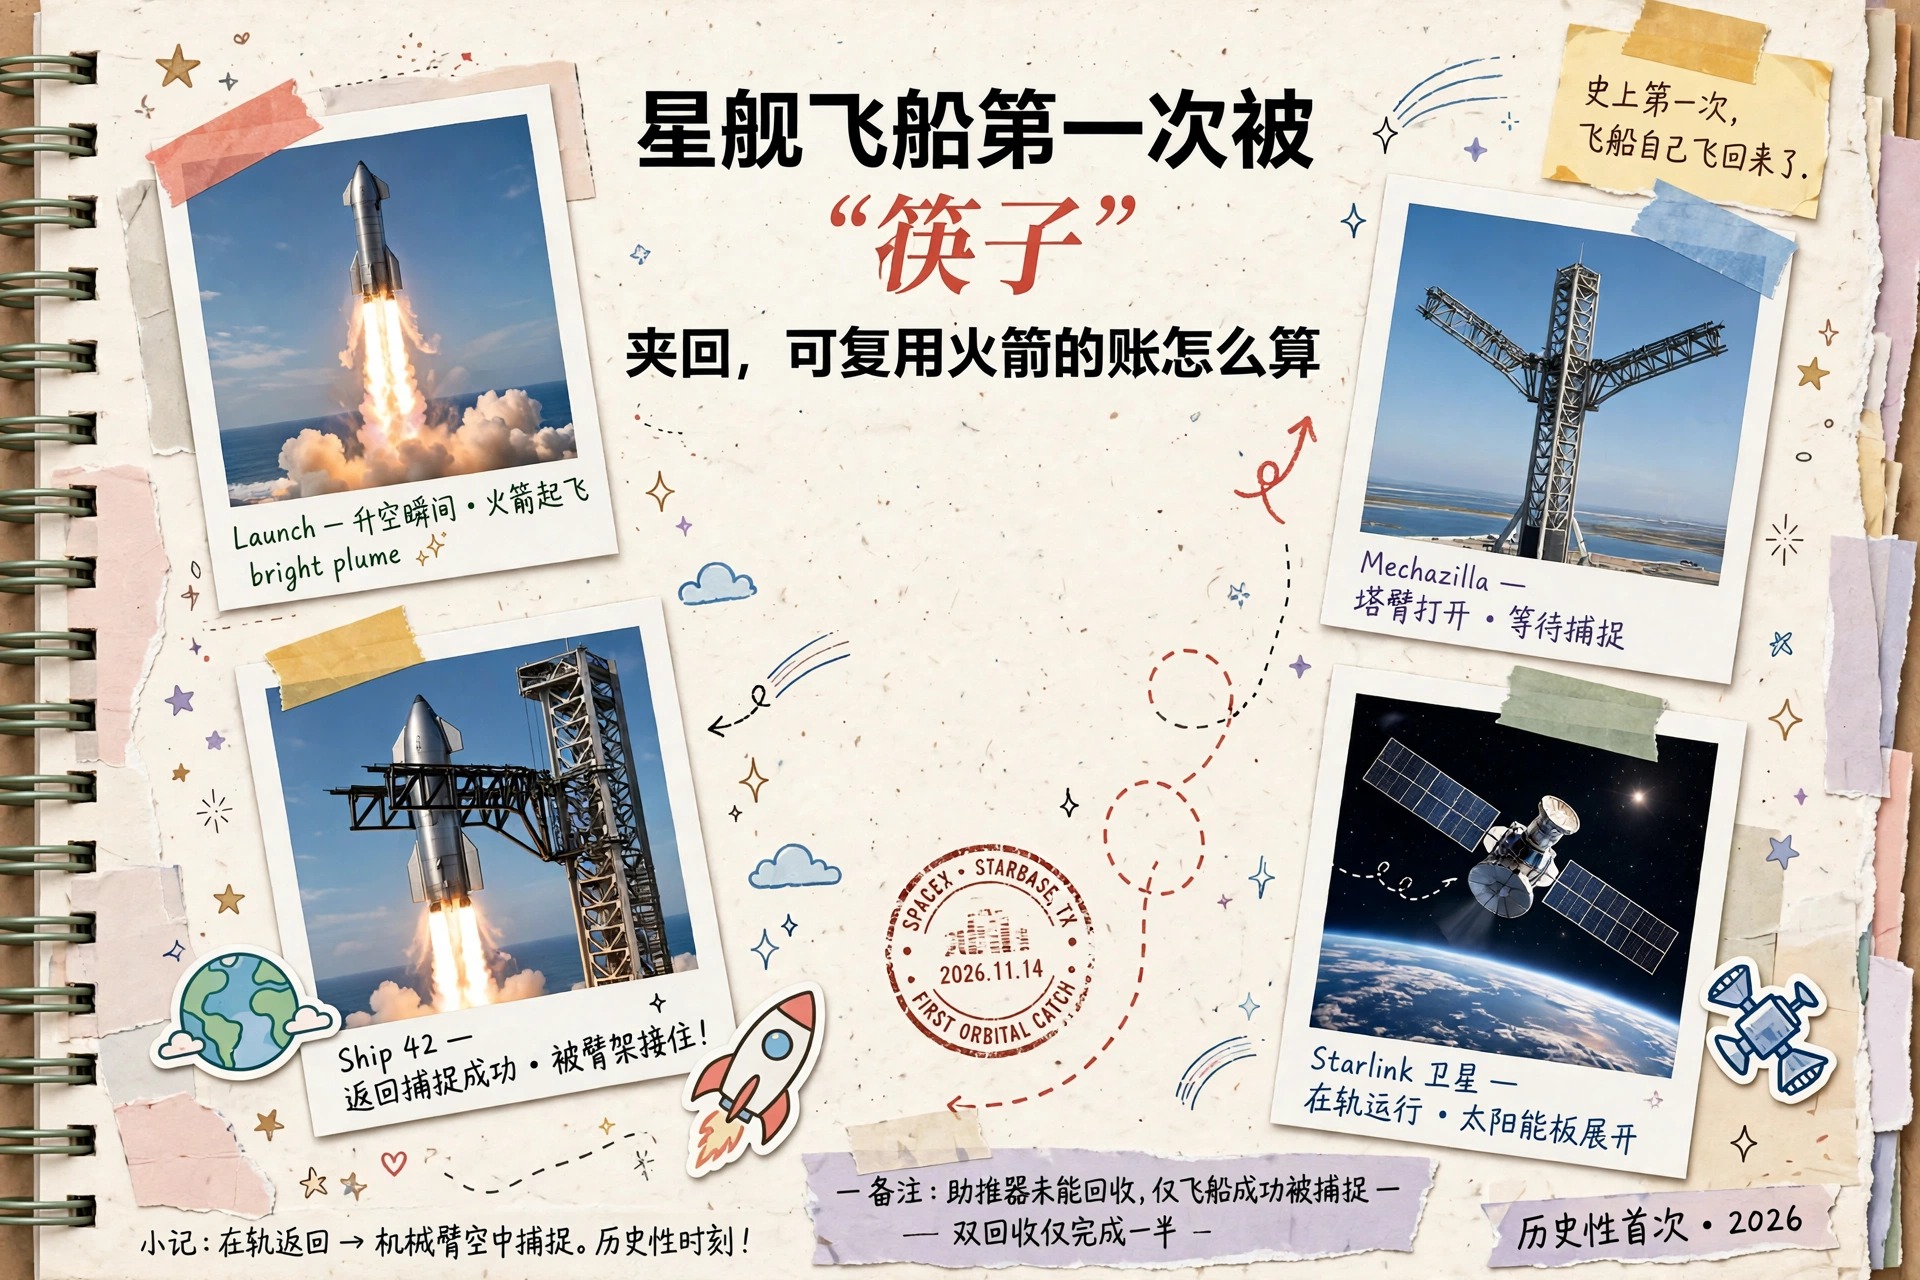 星舰飞船第一次被
“筷子”
夹回，可复用火箭的账怎么算
史上第一次，
飞船自己飞回来了.
Launch — 升空瞬间 • 火箭起飞
bright plume
Mechazilla —
塔臂打开 • 等待捕捉
Ship 42 —
返回捕捉成功 • 被臂架接住！
SPACEX • STARBASE, TX
2026.11.14
• FIRST ORBITAL CATCH •
Starlink 卫星 —
在轨运行 • 太阳能板展开
— 备注：助推器未能回收，仅飞船成功被捕捉 —
— 双回收仅完成一半 —
小记：在轨返回 → 机械臂空中捕捉。历史性时刻！
历史性首次 • 2026